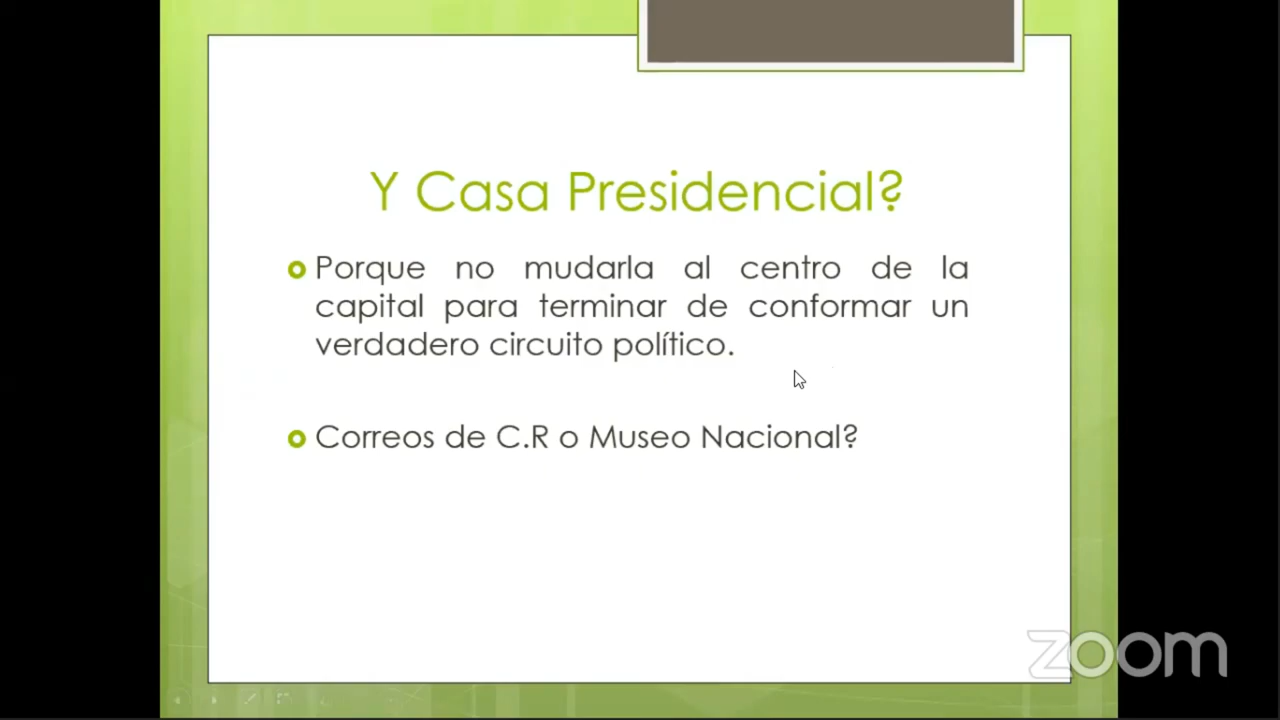 Y Casa Presidencial?
Porque no mudarla al centro de la
capital para terminar de conformar un
verdadero circuito político.
Correos de C.R o Museo Nacional?
zoom